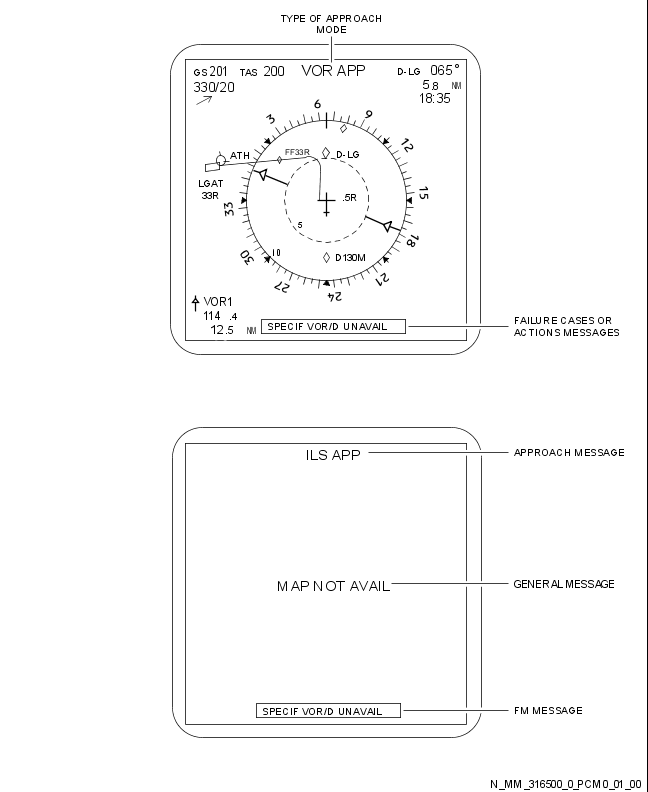 TYPE OF APPROACH
MODE
GS 201 TAS 200 VOR APP D-LG 065°
330/20 5.8 NM
18:35
6
3 9
12
ATH FF33R D-LG
LGAT
33R
33 .5R 15
5
18
30 10 D130M
27 24 21
VOR1
114 .4
12.5 NM SPECIF VOR/D UNAVAIL
FAILURE CASES OR
ACTIONS MESSAGES
ILS APP APPROACH MESSAGE
MAP NOT AVAIL GENERAL MESSAGE
SPECIF VOR/D UNAVAIL FM MESSAGE
N_MM_316500_0_PCM0_01_00